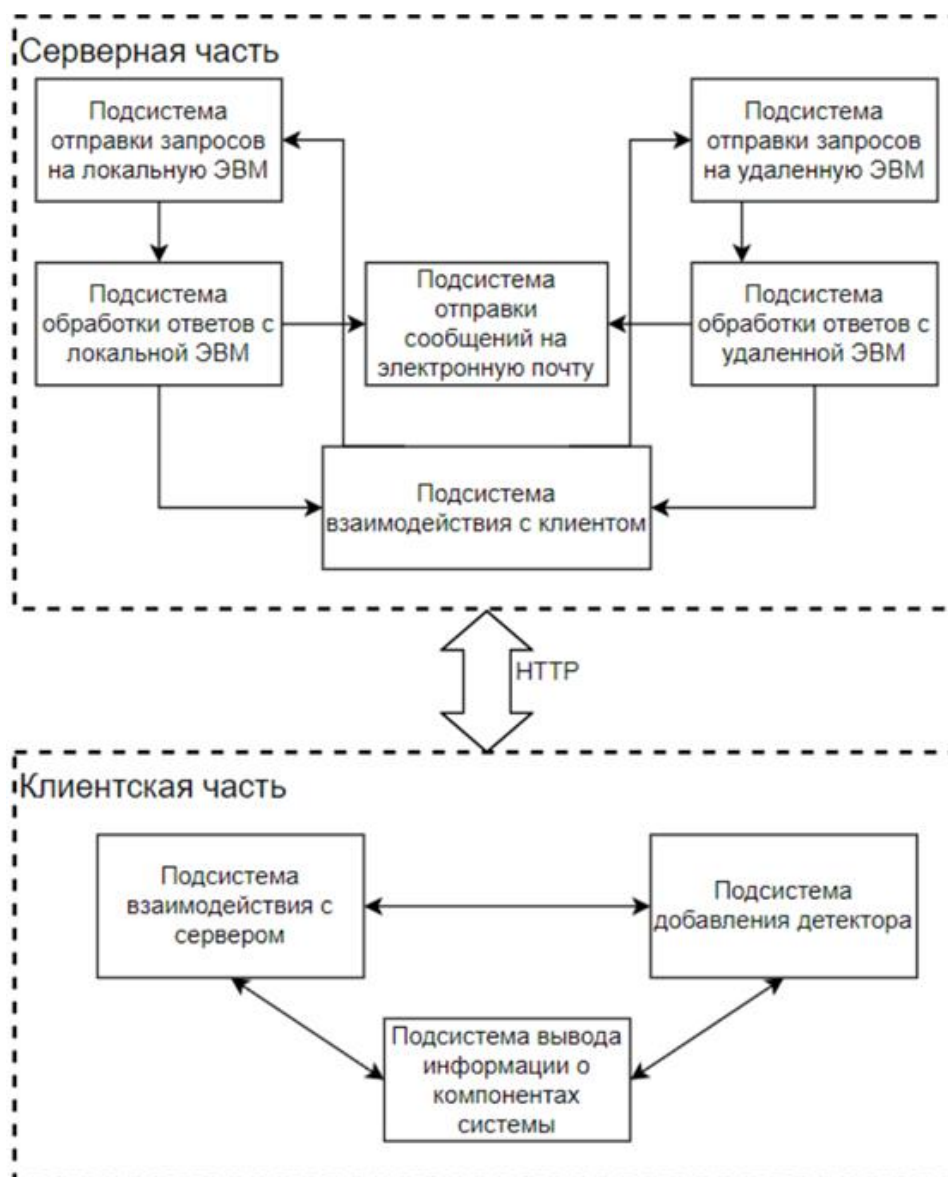 Серверная часть
Подсистема
отправки запросов
на локальную ЭВМ
Подсистема
отправки запросов
на удаленную ЭВМ
Подсистема
обработки ответов с
локальной ЭВМ
Подсистема
отправки
сообщений на
электронную почту
Подсистема
обработки ответов с
удаленной ЭВМ
Подсистема
взаимодействия с клиентом
HTTP
Клиентская часть
Подсистема
взаимодействия с
сервером
Подсистема
добавления детектора
Подсистема вывода
информации о
компонентах
системы